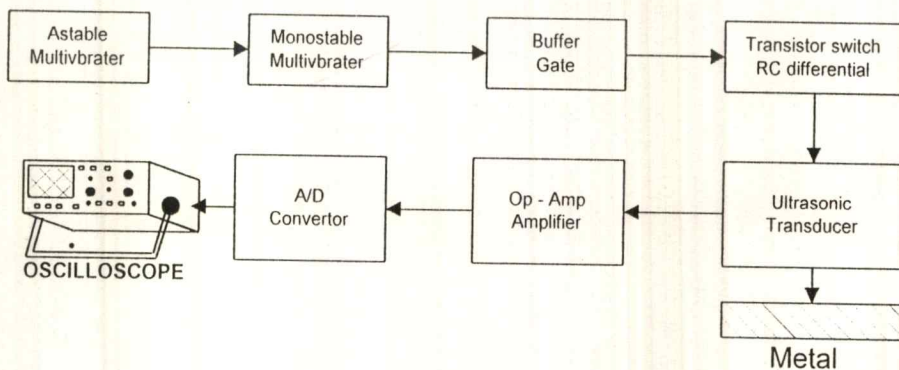 Astable
Multivbrater
Monostable
Multivbrater
Buffer
Gate
Transistor switch
RC differential
OSCILLOSCOPE
A/D
Convertor
Op - Amp
Amplifier
Ultrasonic
Transducer
Metal